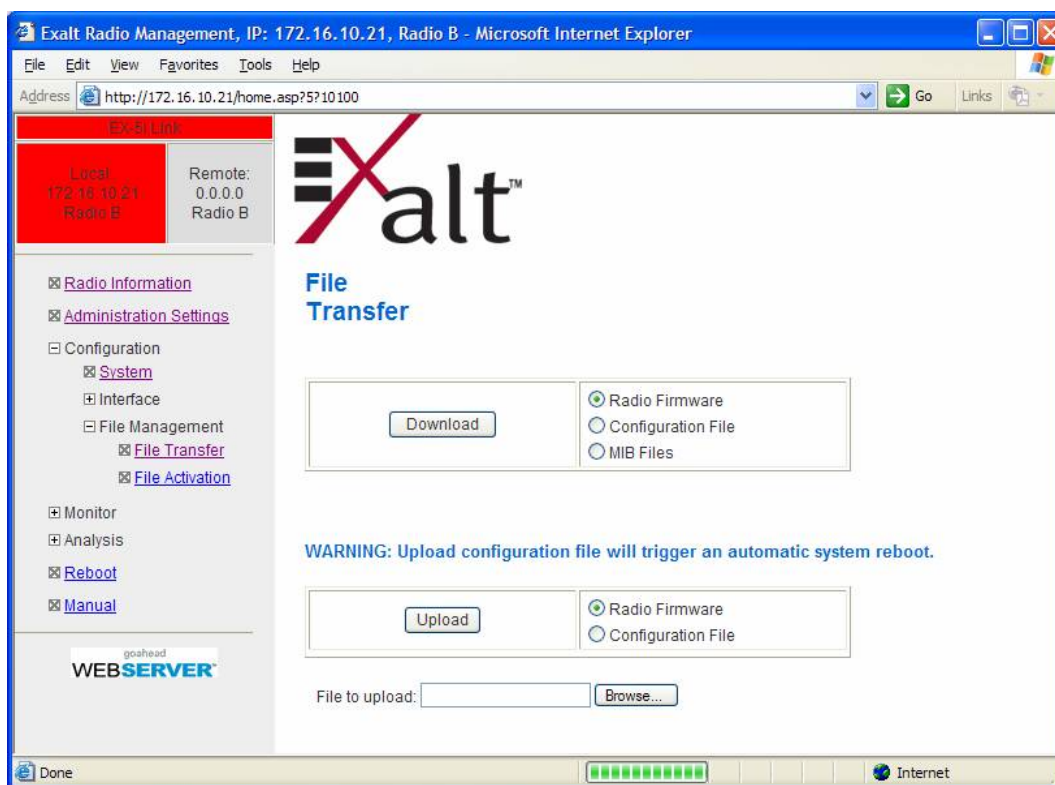 Exalt Radio Management, IP: 172.16.10.21, Radio B - Microsoft Internet Explorer
File Edit View Favorites Tools Help
Address http://172.16.10.21/home.asp?5?10100 Go Links
EX-5i Link
Local:
172.16.10.21
Radio B
Remote:
0.0.0.0
Radio B
EXalt™
Radio Information
Administration Settings
Configuration
System
Interface
File Management
File Transfer
File Activation
Monitor
Analysis
Reboot
Manual
goahead
WEBSERVER
File
Transfer
Download
Radio Firmware
Configuration File
MIB Files
WARNING: Upload configuration file will trigger an automatic system reboot.
Upload
Radio Firmware
Configuration File
File to upload: Browse...
Done Internet